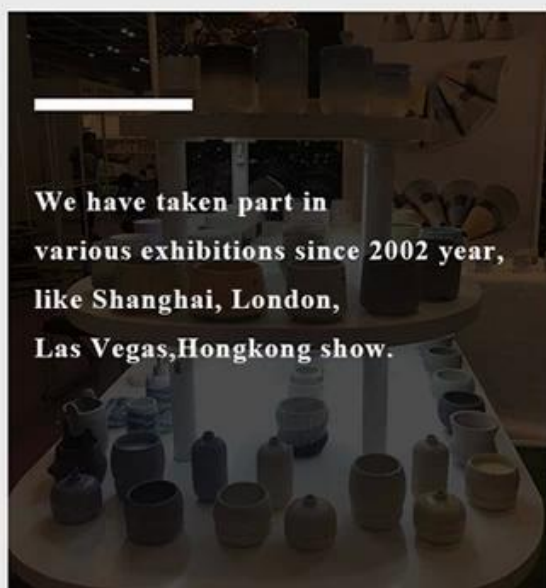 We have taken part in
various exhibitions since 2002 year,
like Shanghai, London,
Las Vegas,Hongkong show.